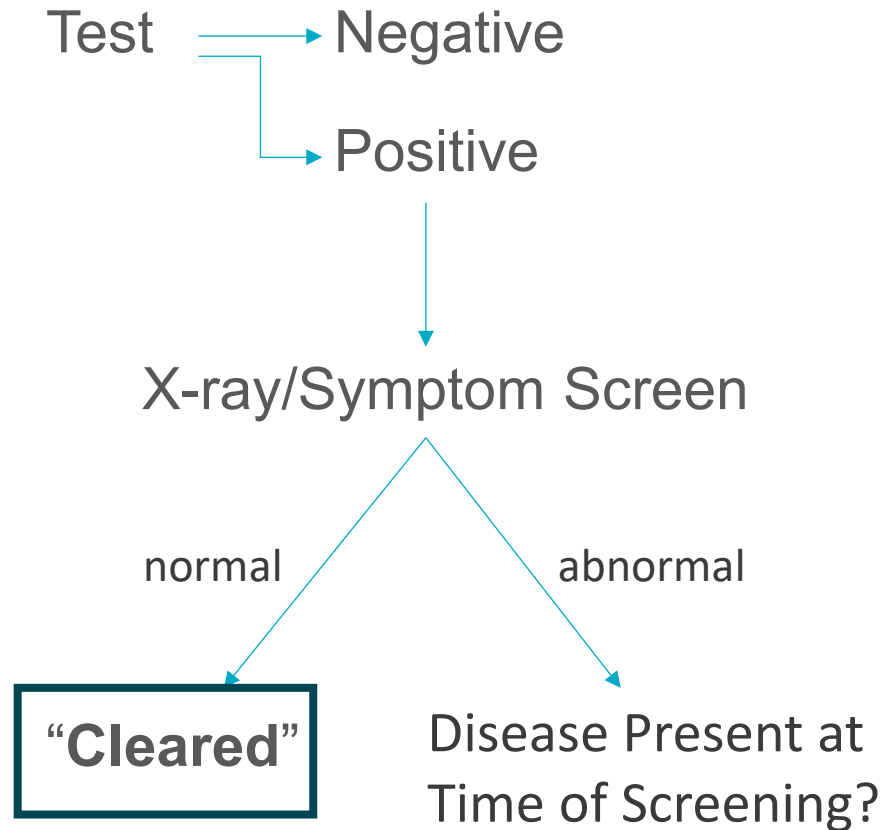 Test
Negative
Positive
X-ray/Symptom Screen
normal
abnormal
“Cleared”
Disease Present at
Time of Screening?